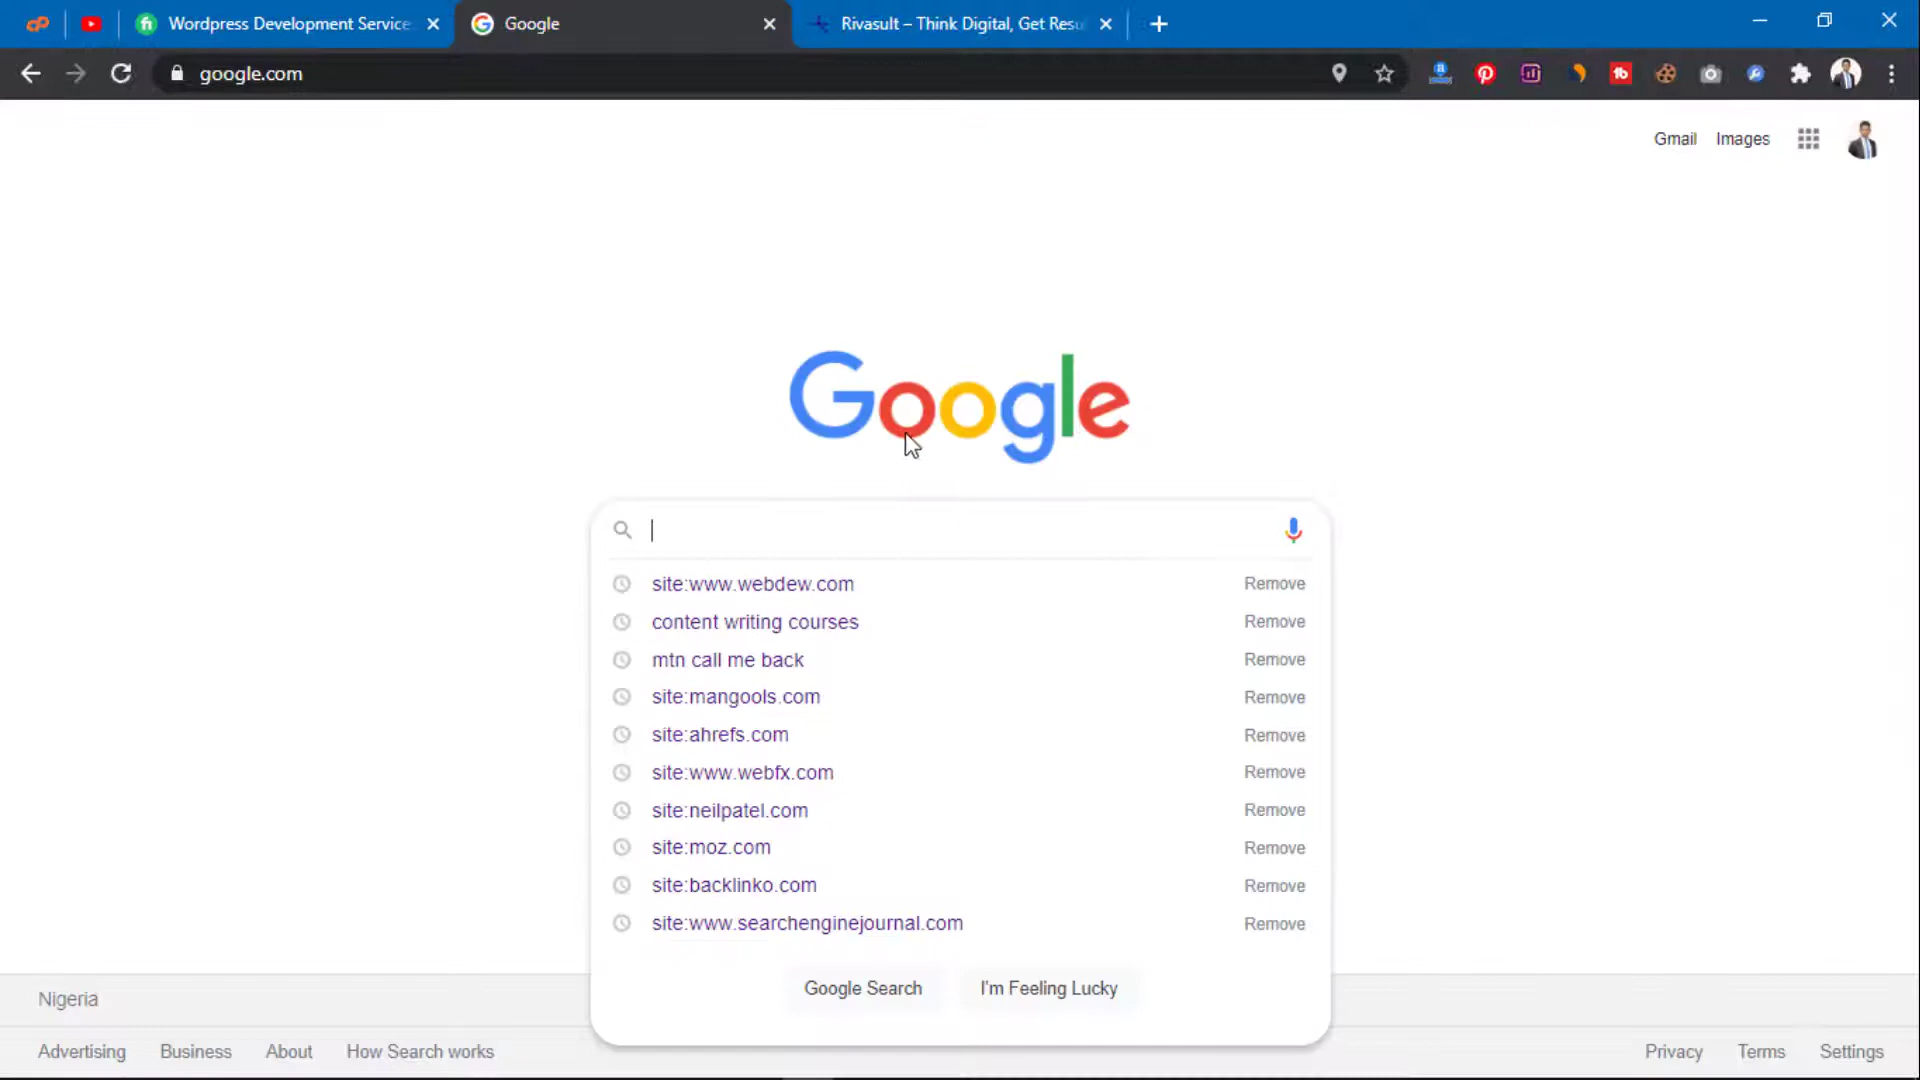 Wordpress Development Service
Google
Rivasult – Think Digital, Get Resu
google.com
Gmail
Images
Google
site:www.webdew.com
Remove
content writing courses
Remove
mtn call me back
Remove
site:mangools.com
Remove
site:ahrefs.com
Remove
site:www.webfx.com
Remove
site:neilpatel.com
Remove
site:moz.com
Remove
site:backlinko.com
Remove
site:www.searchenginejournal.com
Remove
Google Search
I'm Feeling Lucky
Nigeria
Advertising
Business
About
How Search works
Privacy
Terms
Settings